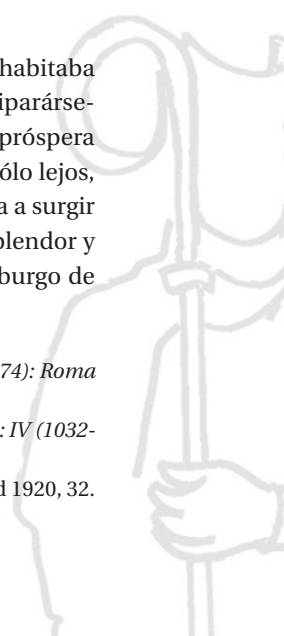 habitaba
iparárse-
próspera
ólo lejos,
a a surgir
plendor y
burgo de
74): Roma
: IV (1032-
d 1920, 32.